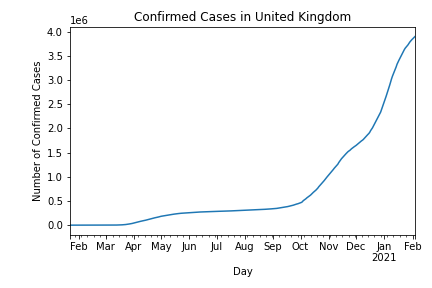 Confirmed Cases in United Kingdom
1e6
4.0
3.5
3.0
2.5
2.0
1.5
1.0
0.5
0.0
Number of Confirmed Cases
Feb Mar Apr May Jun Jul Aug Sep Oct Nov Dec Jan Feb
2021
Day